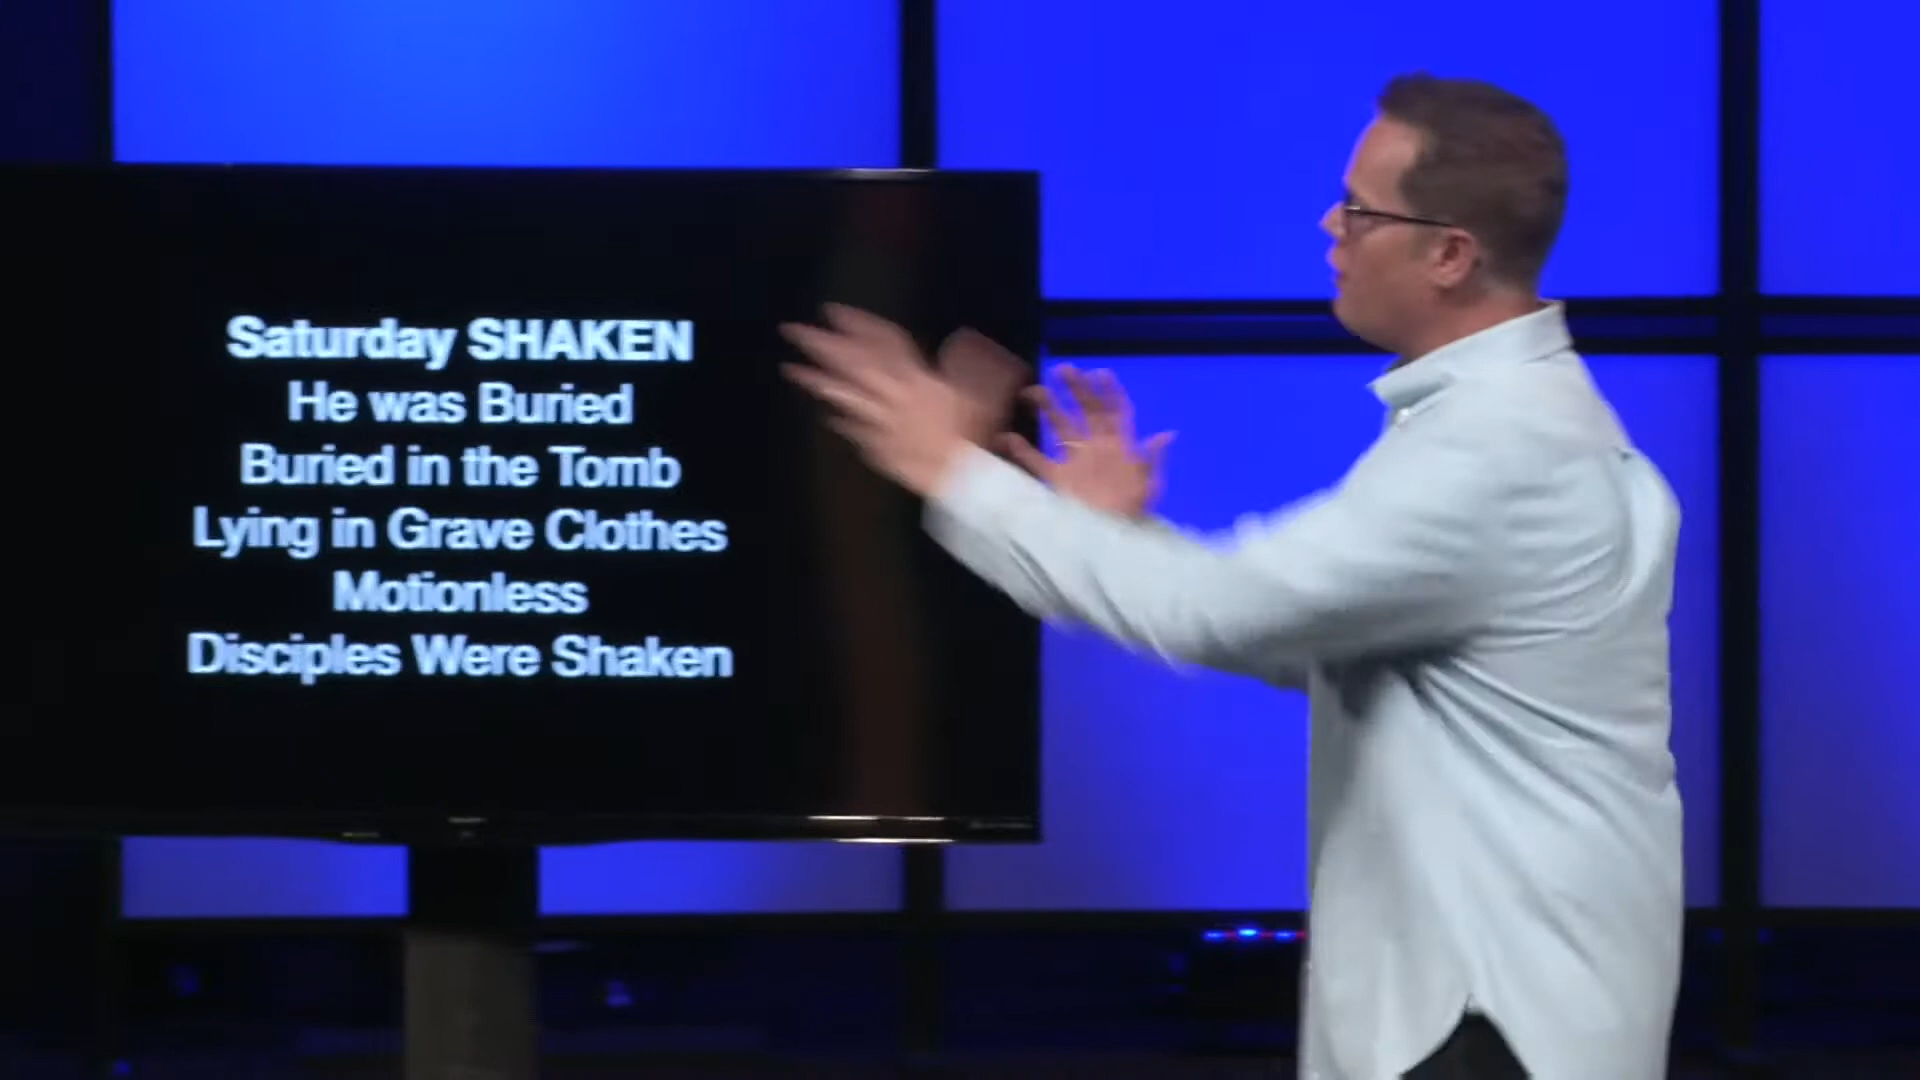 Saturday SHAKEN
He was Buried
Buried in the Tomb
Lying in Grave Clothes
Motionless
Disciples Were Shaken